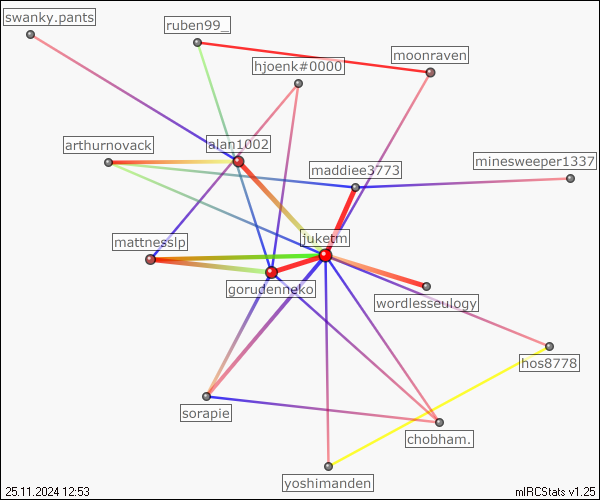 swanky.pants
ruben99_
moonraven
hjoenk#0000
arthurnovack
alan1002
minesweeper1337
maddiee3773
mattnesslp
juketm
gorudenneko
wordlesseulogy
hos8778
sorapie
chobham.
yoshimanden
25.11.2024 12:53
mIRCStats v1.25